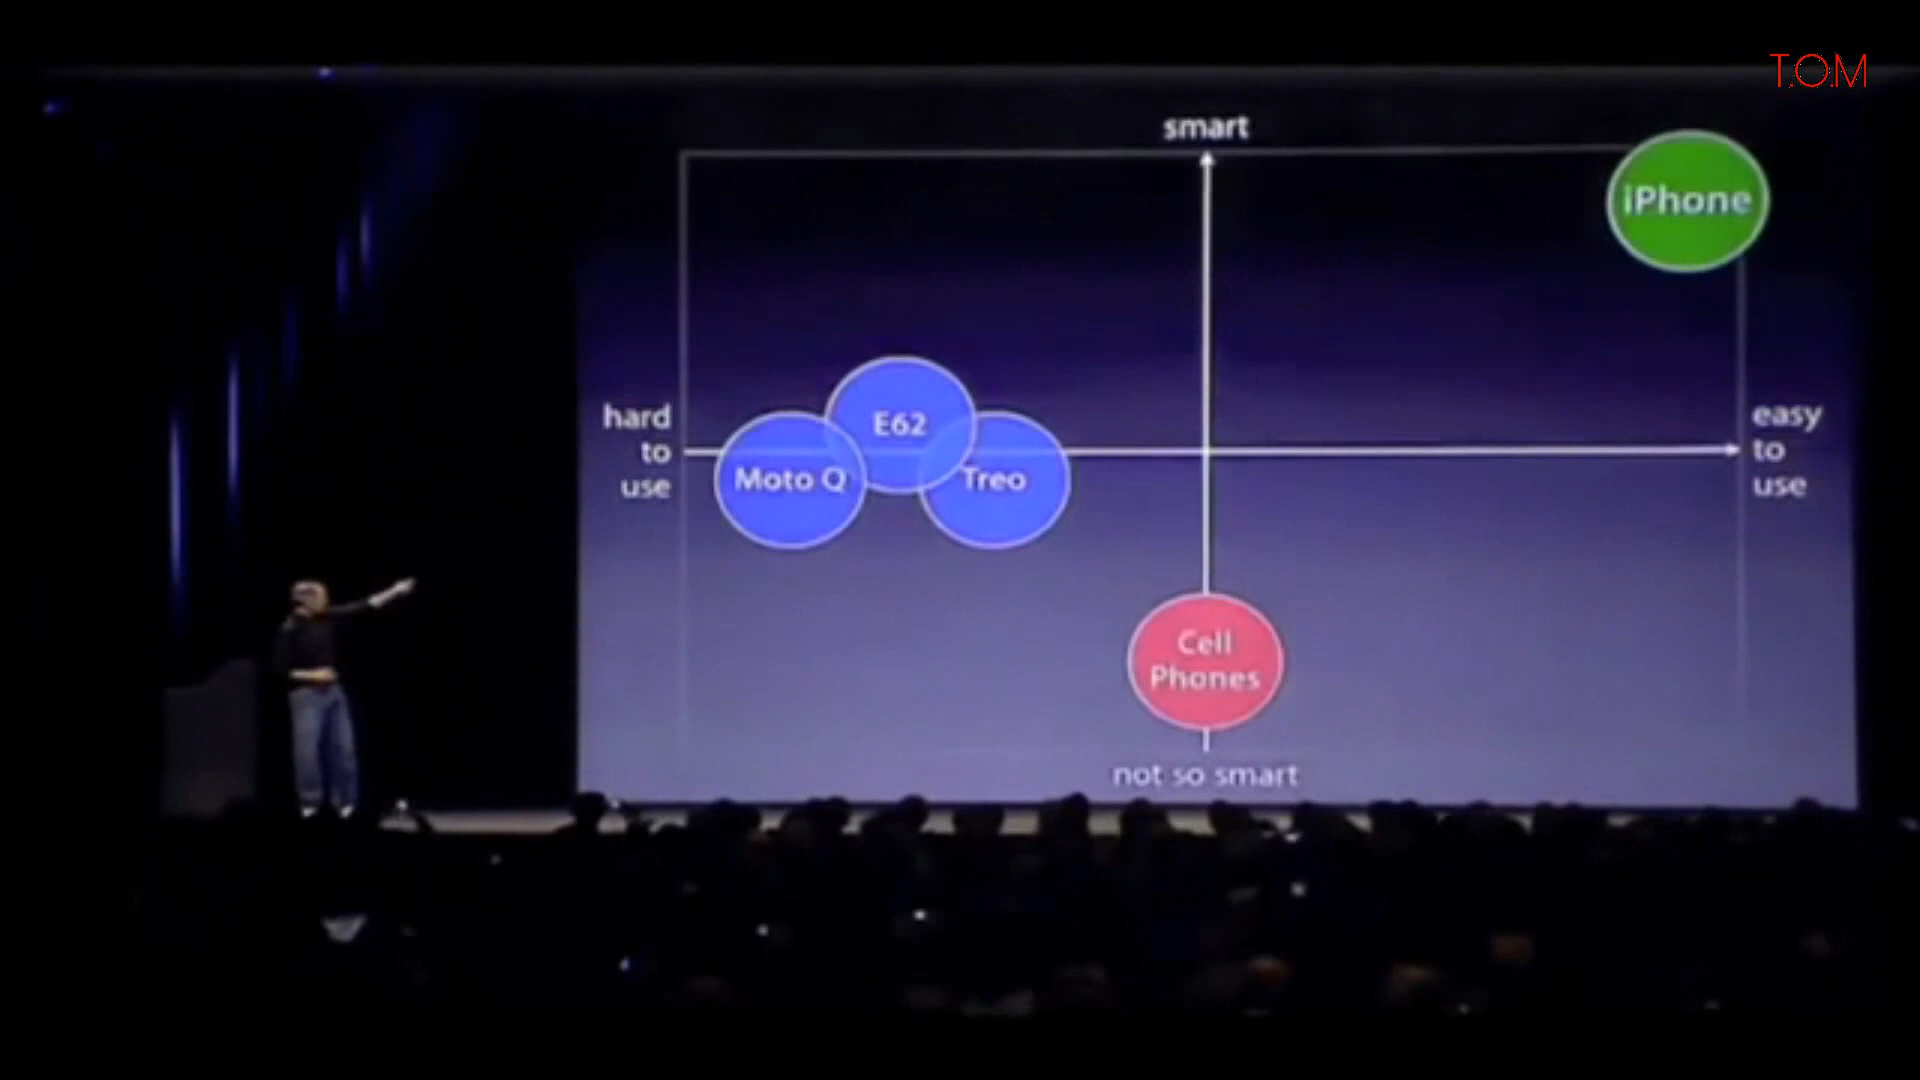 T.O.M
smart
iPhone
hard
to
use
E62
Moto Q
Treo
easy
to
use
Cell
Phones
not so smart